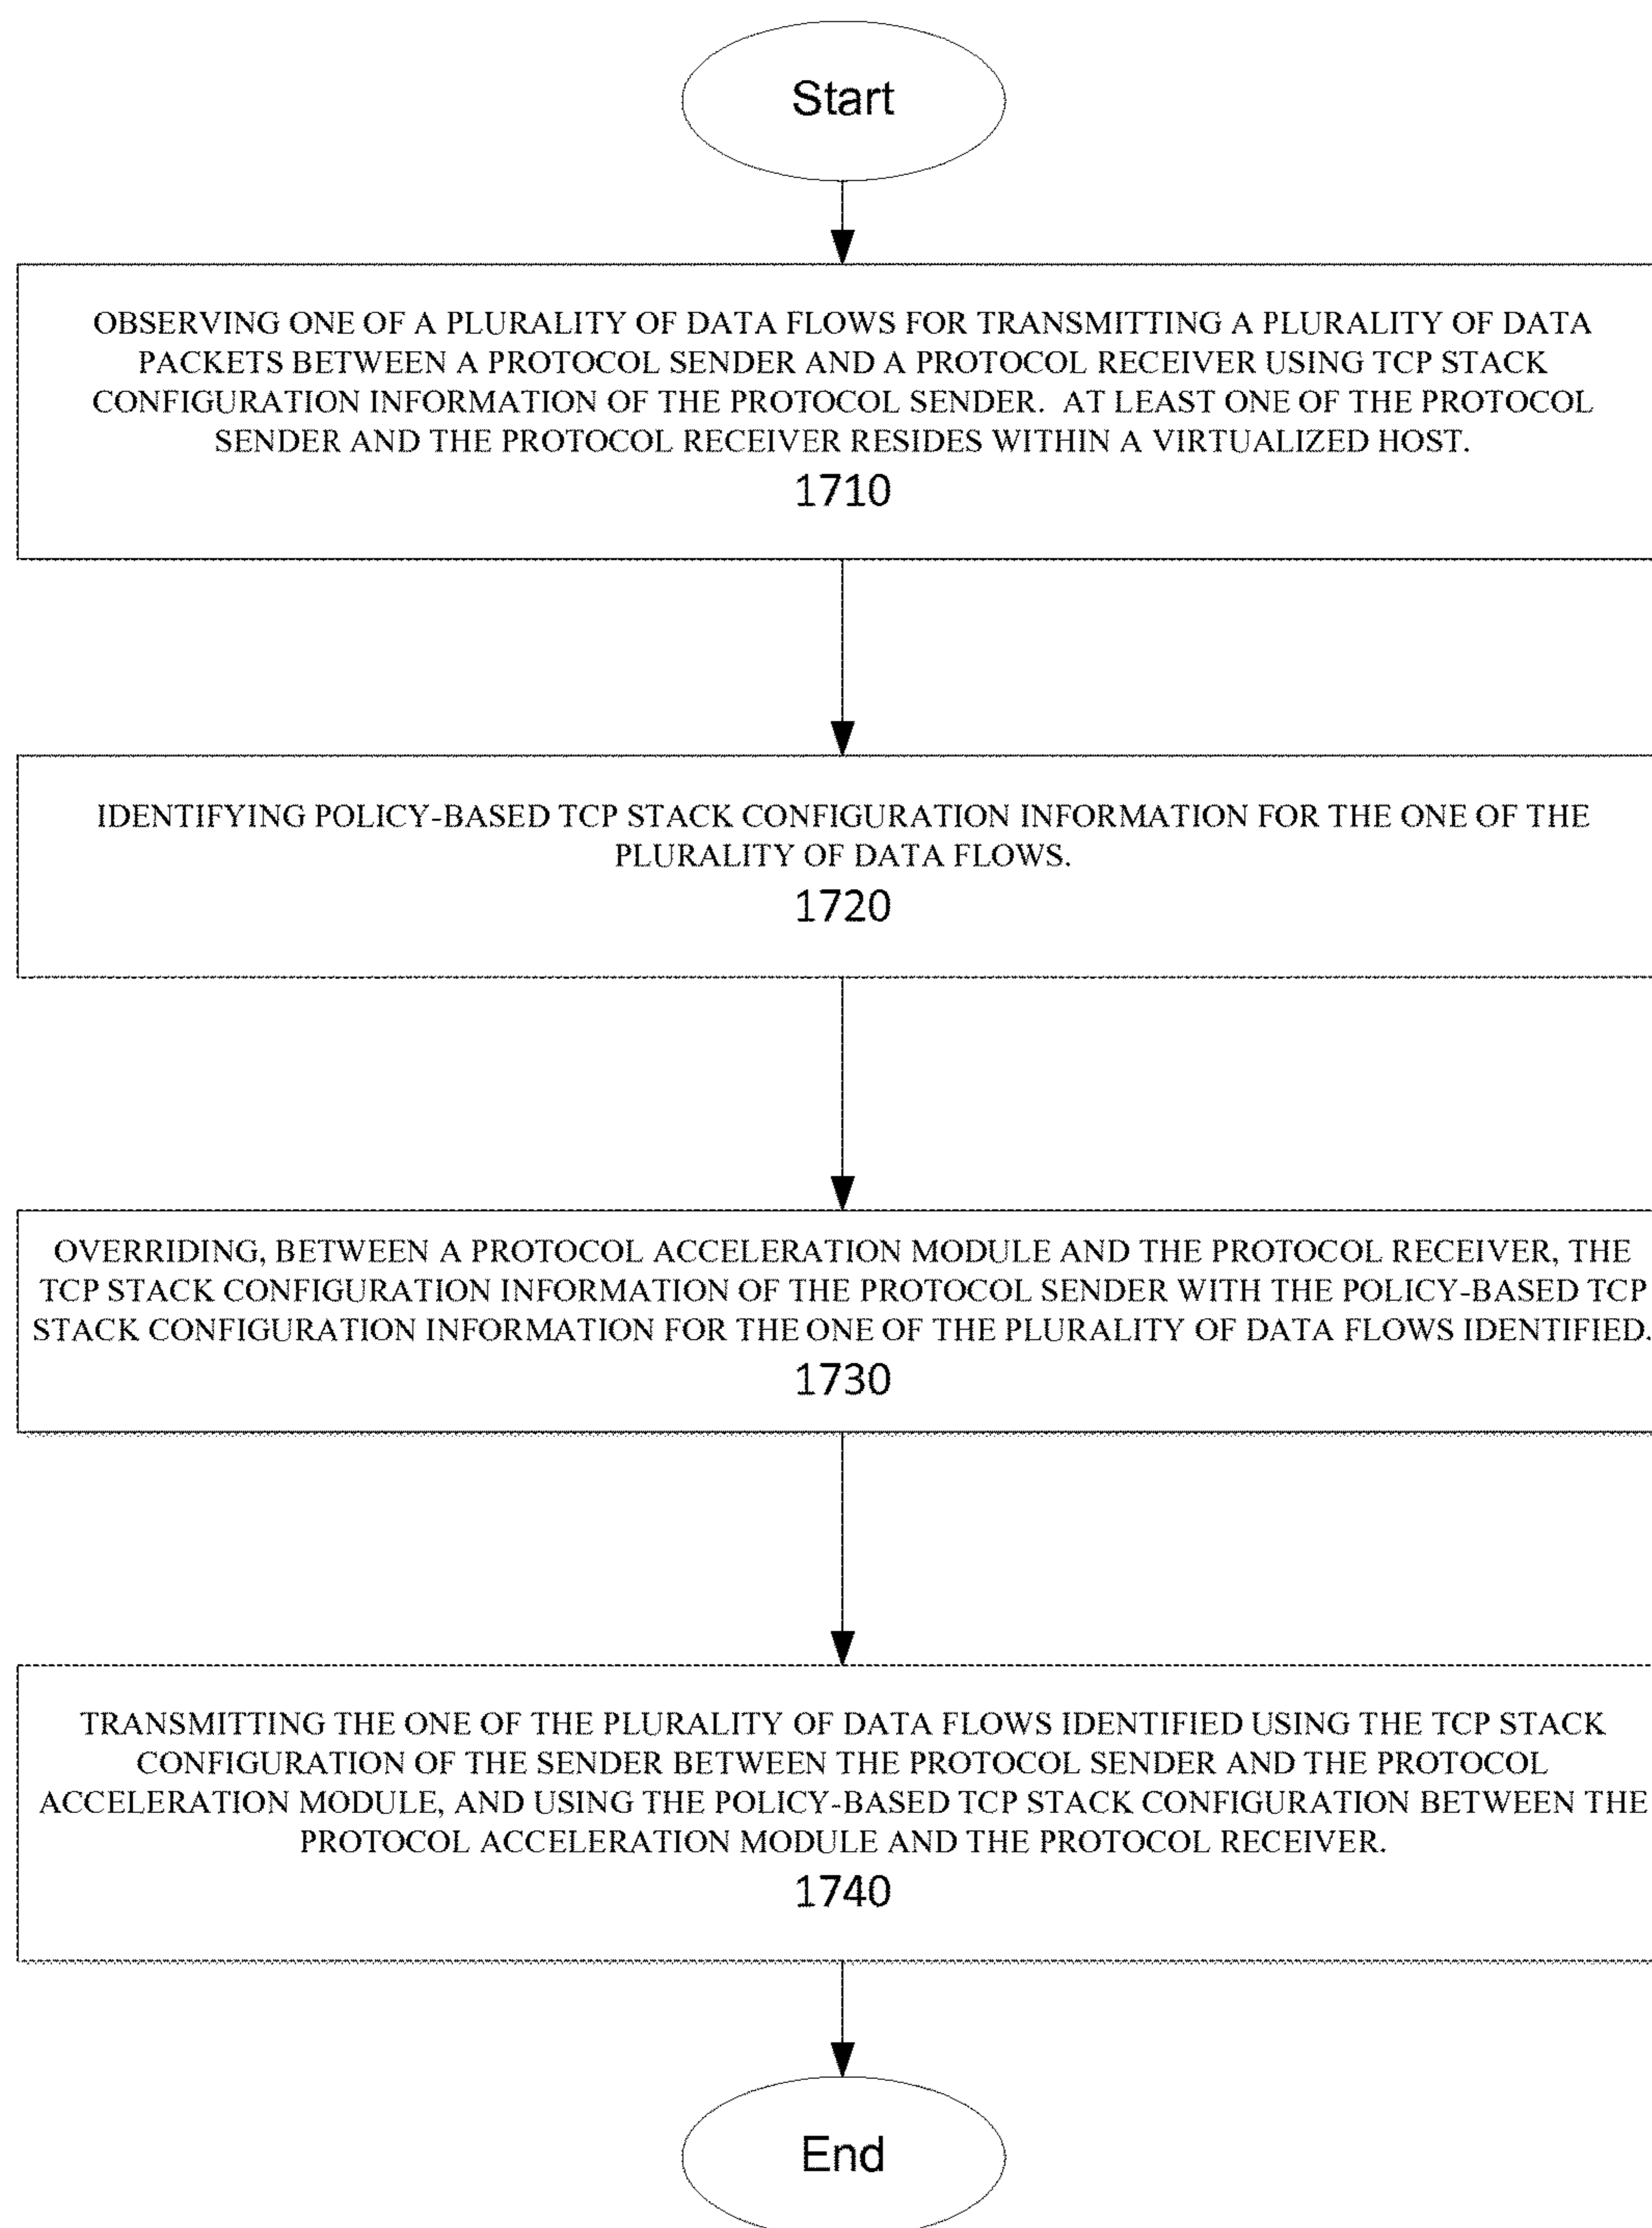 Start
OBSERVING ONE OF A PLURALITY OF DATA FLOWS FOR TRANSMITTING A PLURALITY OF DATA
PACKETS BETWEEN A PROTOCOL SENDER AND A PROTOCOL RECEIVER USING TCP STACK
CONFIGURATION INFORMATION OF THE PROTOCOL SENDER. AT LEAST ONE OF THE PROTOCOL
SENDER AND THE PROTOCOL RECEIVER RESIDES WITHIN A VIRTUALIZED HOST.
1710
IDENTIFYING POLICY-BASED TCP STACK CONFIGURATION INFORMATION FOR THE ONE OF THE
PLURALITY OF DATA FLOWS.
1720
OVERRIDING, BETWEEN A PROTOCOL ACCELERATION MODULE AND THE PROTOCOL RECEIVER, THE
TCP STACK CONFIGURATION INFORMATION OF THE PROTOCOL SENDER WITH THE POLICY-BASED TCP
STACK CONFIGURATION INFORMATION FOR THE ONE OF THE PLURALITY OF DATA FLOWS IDENTIFIED.
1730
TRANSMITTING THE ONE OF THE PLURALITY OF DATA FLOWS IDENTIFIED USING THE TCP STACK
CONFIGURATION OF THE SENDER BETWEEN THE PROTOCOL SENDER AND THE PROTOCOL
ACCELERATION MODULE, AND USING THE POLICY-BASED TCP STACK CONFIGURATION BETWEEN THE
PROTOCOL ACCELERATION MODULE AND THE PROTOCOL RECEIVER.
1740
End